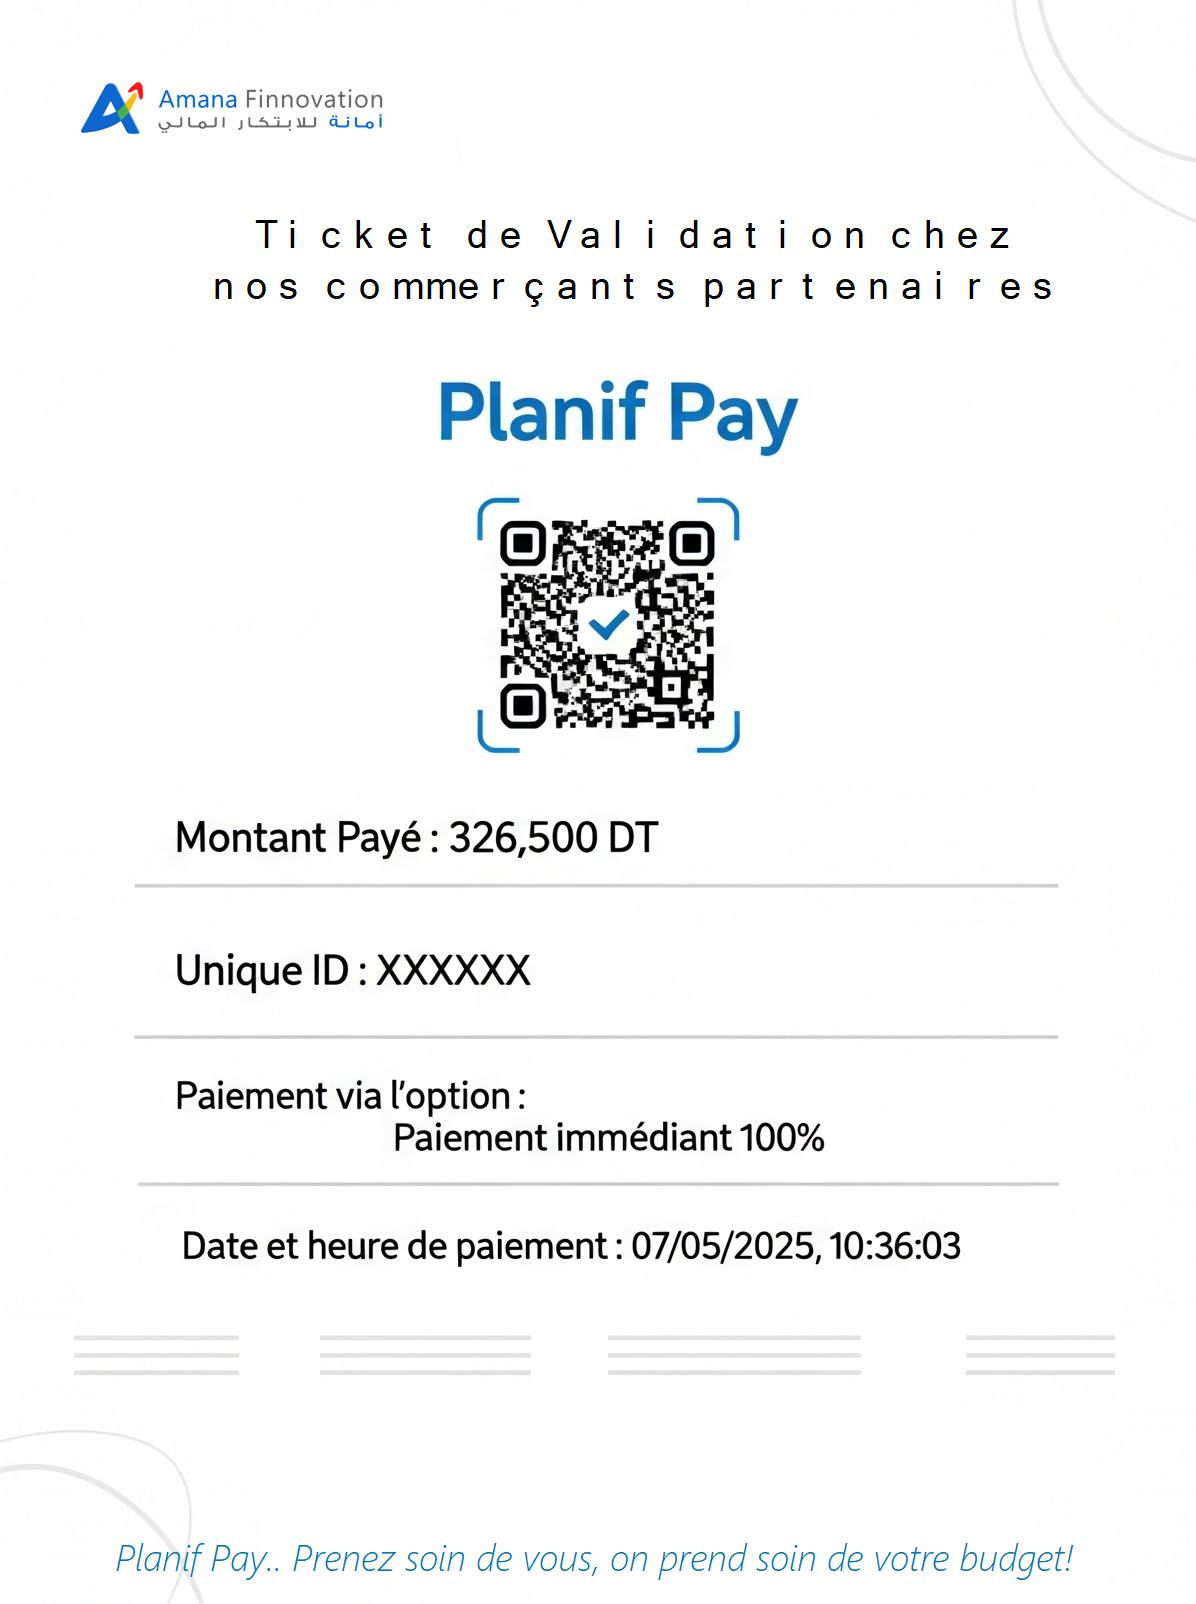 Amana Finnovation
أمانة للابتكار المالي
Ticket de Validation chez
nos commerçants partenaires
Planif Pay
Montant Payé : 326,500 DT
Unique ID : XXXXXX
Paiement via l'option :
Paiement immédiant 100%
Date et heure de paiement : 07/05/2025, 10:36:03
Planif Pay.. Prenez soin de vous, on prend soin de votre budget!